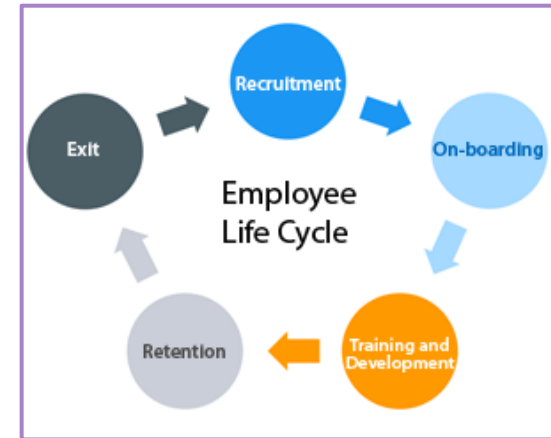 Recruitment
On-boarding
Training and
Development
Retention
Exit
Employee
Life Cycle